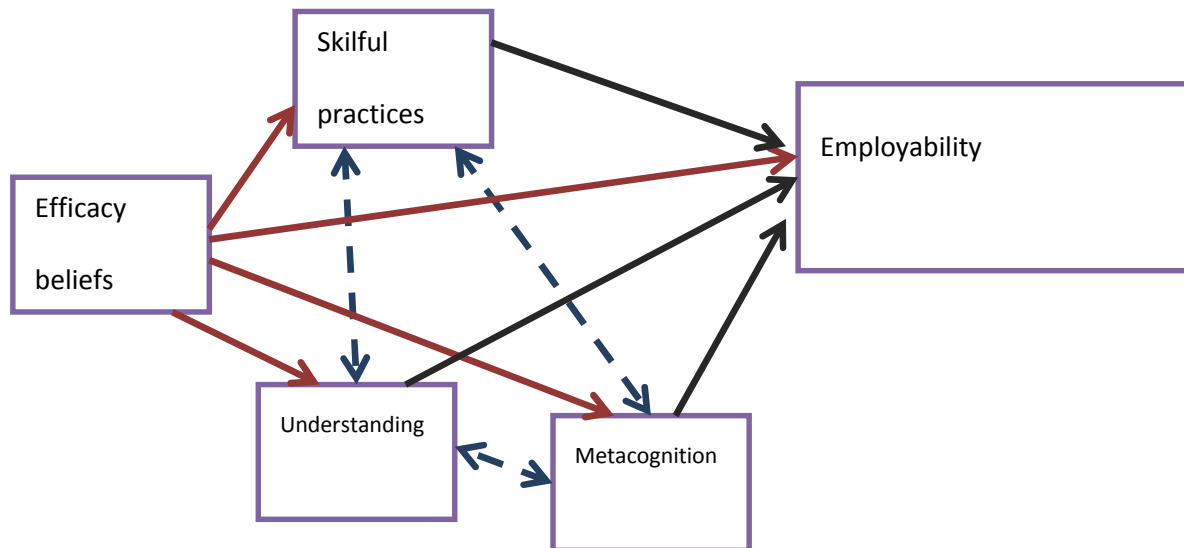 Skilful
practices
Employability
Efficacy
beliefs
Understanding
Metacognition